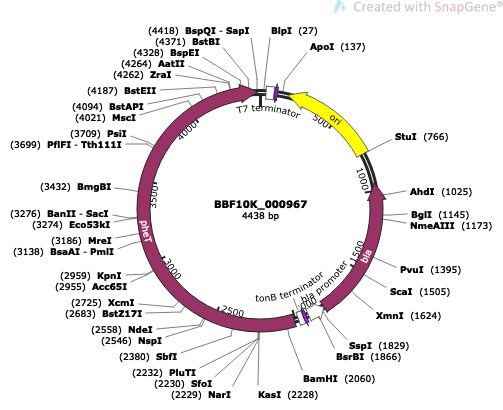 Created with SnapGene®
(4418) BspQI - SapI
(4371) BstBI
(4328) BspEI
(4264) AatII
(4262) ZraI
(4187) BstEII
(4094) BstAPI
(4021) MscI
(3709) PsiI
(3699) PflFI - Tth111I
(3432) BmgBI
(3276) BanII - SacI
(3274) Eco53kI
(3186) MreI
(3138) BsaAI - PmlI
(2959) KpnI
(2955) Acc65I
(2725) XcmI
(2683) BstZ17I
(2558) NdeI
(2546) NspI
(2380) SbfI
(2232) PluTI
(2230) SfoI
(2229) NarI
KasI (2228)
BlpI (27)
ApoI (137)
StuI (766)
AhdI (1025)
BglI (1145)
NmeAIII (1173)
PvuI (1395)
ScaI (1505)
XmnI (1624)
SspI (1829)
BsrBI (1866)
BamHI (2060)
T7 terminator
ori
500
1000
1500
2500
3000
3500
4000
pheT
bla
bla promoter
tonB terminator
BBF10K_000967
4438 bp